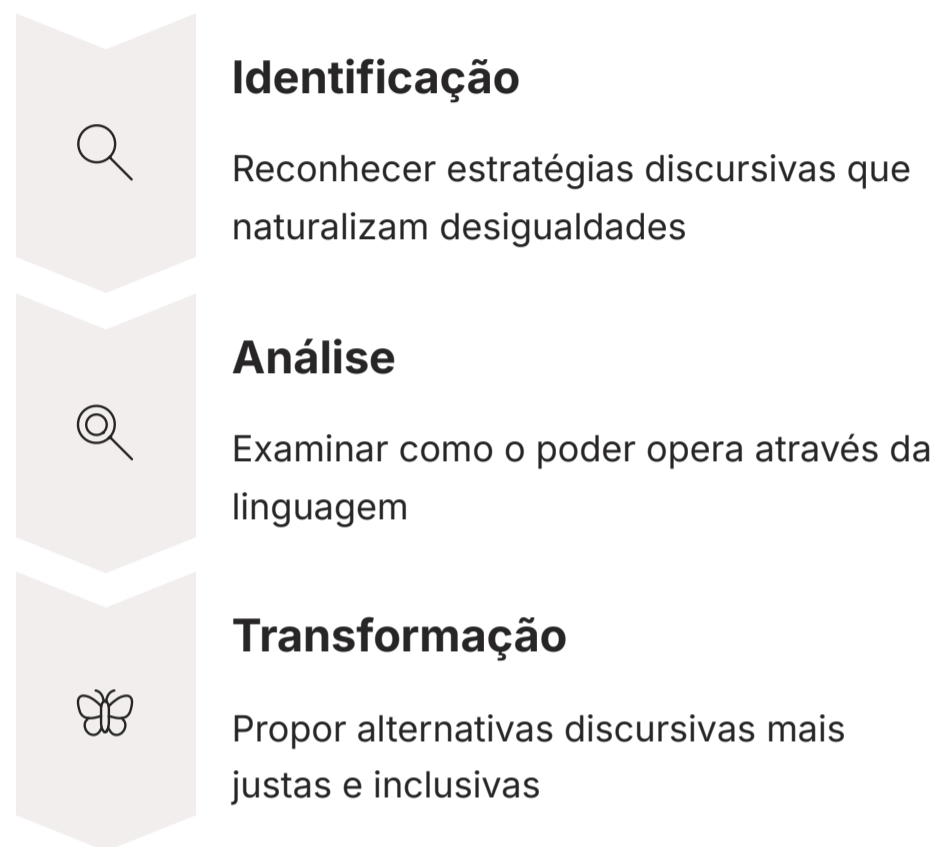 Identificação
Reconhecer estratégias discursivas que
naturalizam desigualdades
Análise
Examinar como o poder opera através da
linguagem
Transformação
Propor alternativas discursivas mais
justas e inclusivas